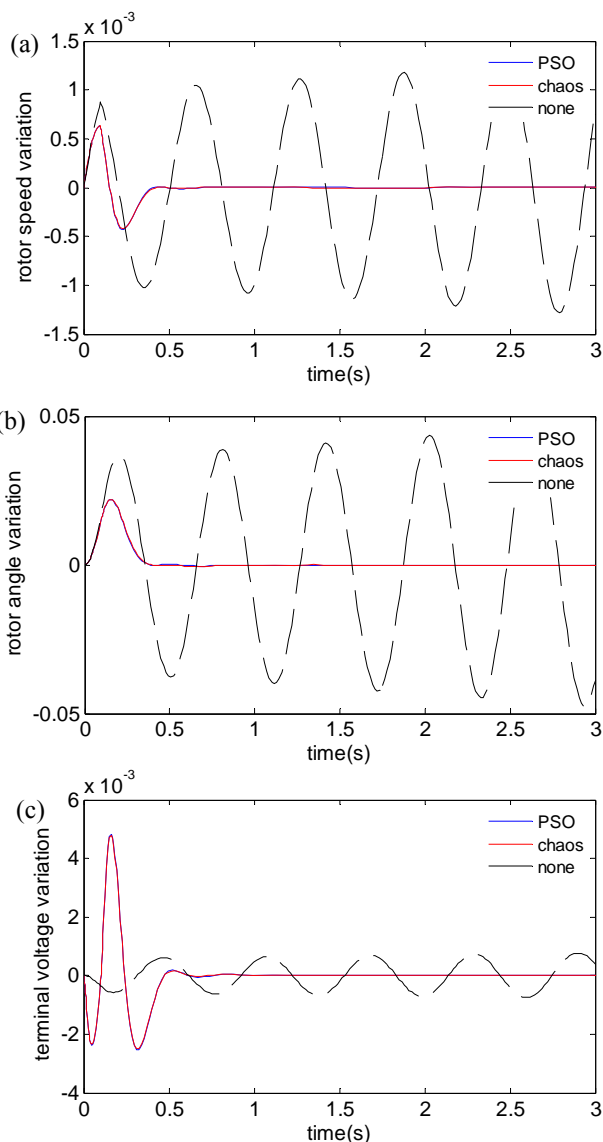 (a)
x 10-3
1.5
1
0.5
0
-0.5
-1
-1.5
rotor speed variation
PSO
chaos
none
0 0.5 1 1.5 2 2.5 3
time(s)
(b)
0.05
0
-0.05
rotor angle variation
PSO
chaos
none
0 0.5 1 1.5 2 2.5 3
time(s)
(c)
x 10-3
6
4
2
0
-2
-4
terminal voltage variation
PSO
chaos
none
0 0.5 1 1.5 2 2.5 3
time(s)